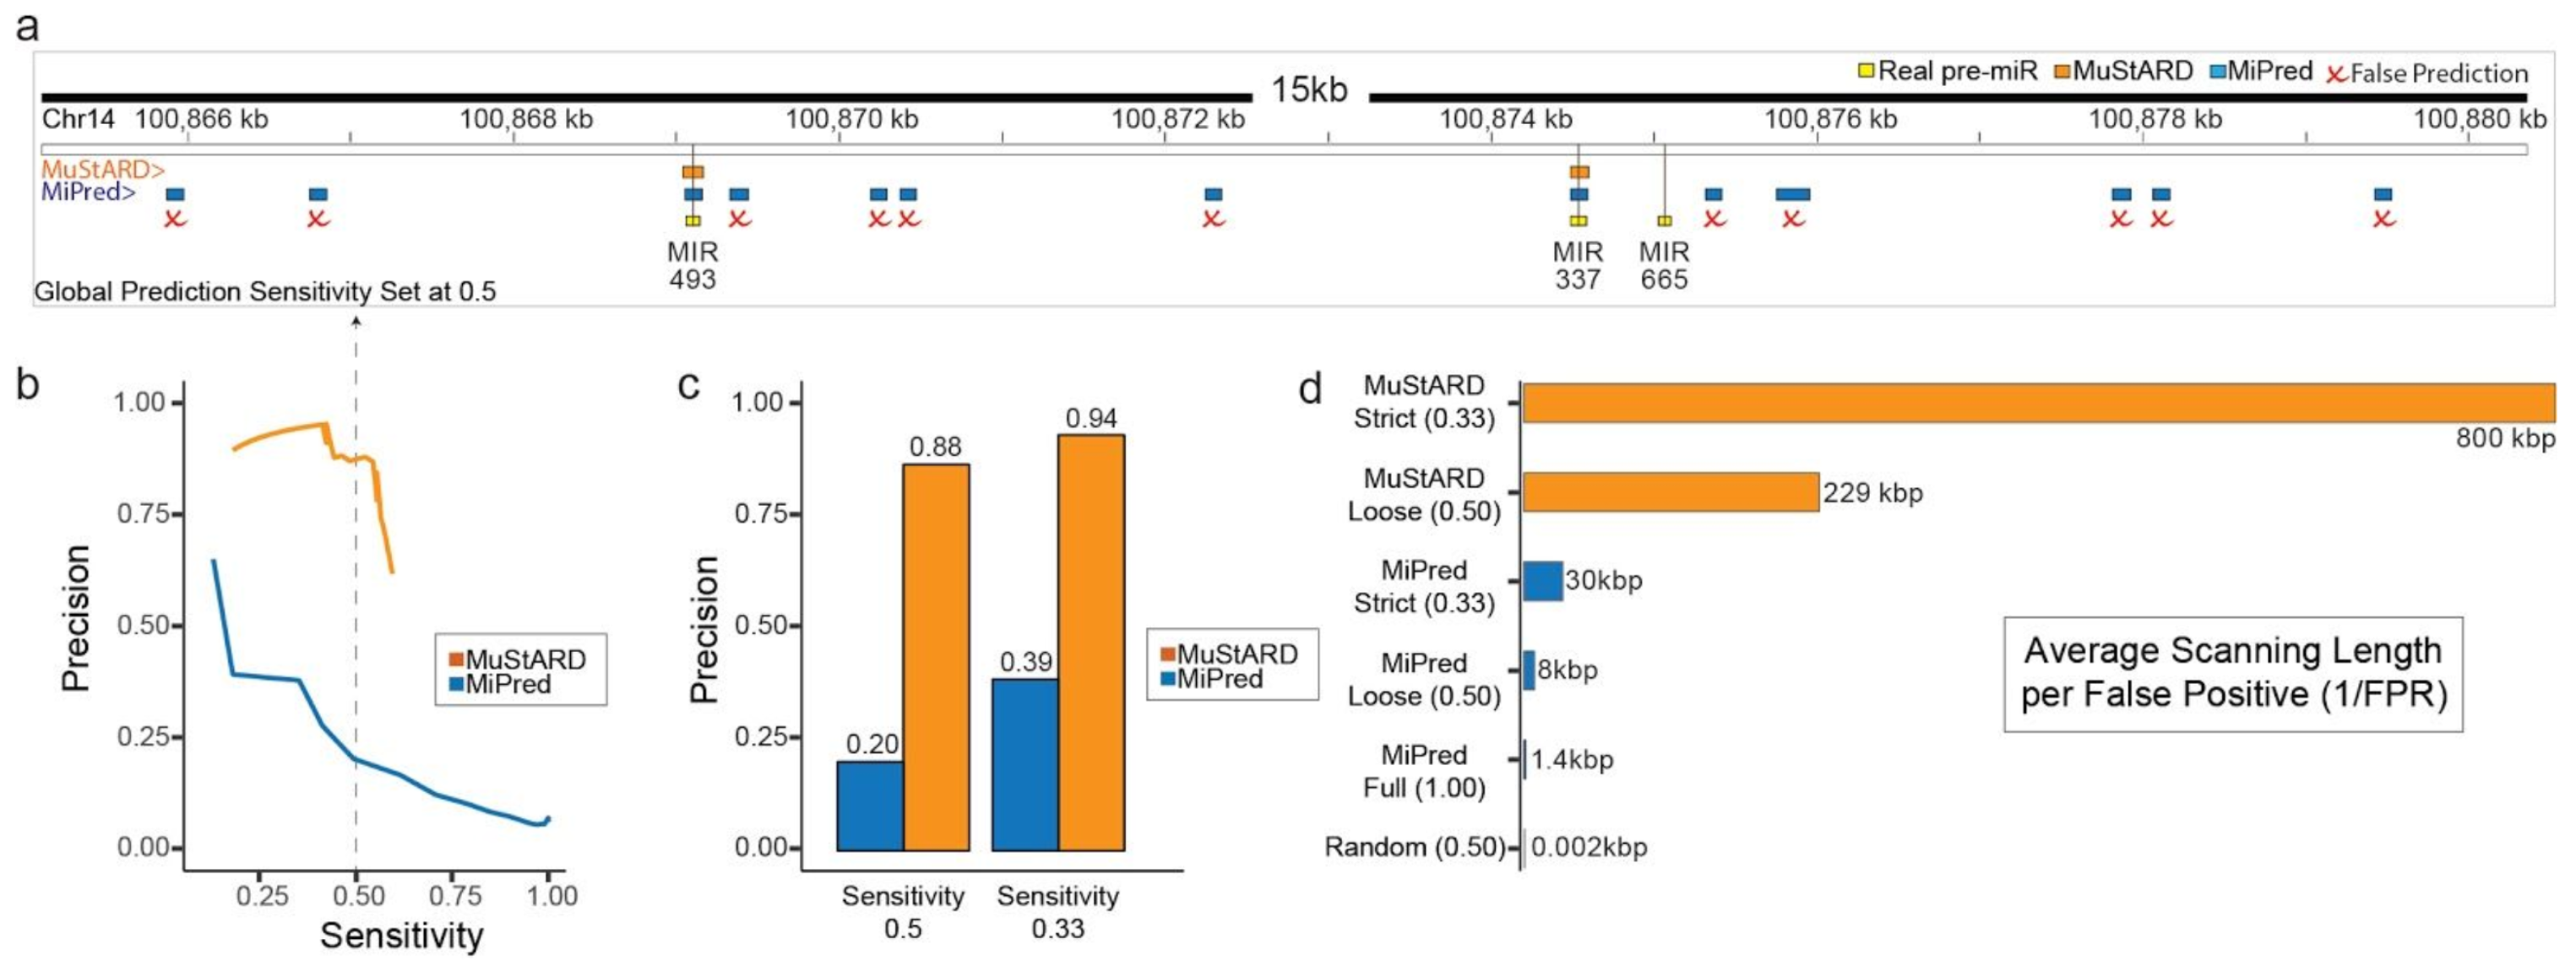 a
Real pre-miR MuStARD MiPred False Prediction
15kb
Chr14 100,866 kb 100,868 kb 100,870 kb 100,872 kb 100,874 kb 100,876 kb 100,878 kb 100,880 kb
MuStARD>
MiPred>
MIR
493
MIR
337
MIR
665
Global Prediction Sensitivity Set at 0.5
b
Precision
1.00
0.75
0.50
0.25
0.00
0.25 0.50 0.75 1.00
Sensitivity
MuStARD
MiPred
c
Precision
1.00
0.75
0.50
0.25
0.00
0.20
0.88
0.39
0.94
Sensitivity
0.5
Sensitivity
0.33
MuStARD
MiPred
d
MuStARD
Strict (0.33)
800 kbp
MuStARD
Loose (0.50)
229 kbp
MiPred
Strict (0.33)
30kbp
MiPred
Loose (0.50)
8kbp
MiPred
Full (1.00)
1.4kbp
Random (0.50)
0.002kbp
Average Scanning Length
per False Positive (1/FPR)